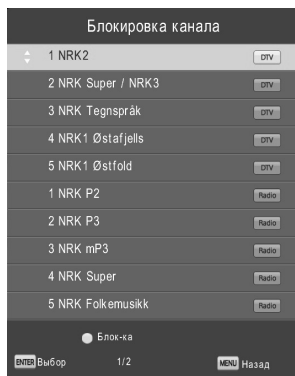 Блокировка канала
1 NRK2 DTV
2 NRK Super / NRK3 DTV
3 NRK Tegnspråk DTV
4 NRK1 Østafjells DTV
5 NRK1 Østfold DTV
1 NRK P2 Radio
2 NRK P3 Radio
3 NRK mP3 Radio
4 NRK Super Radio
5 NRK Folkemusikk Radio
Блок-ка
ENTER Выбор 1/2 MENU Назад